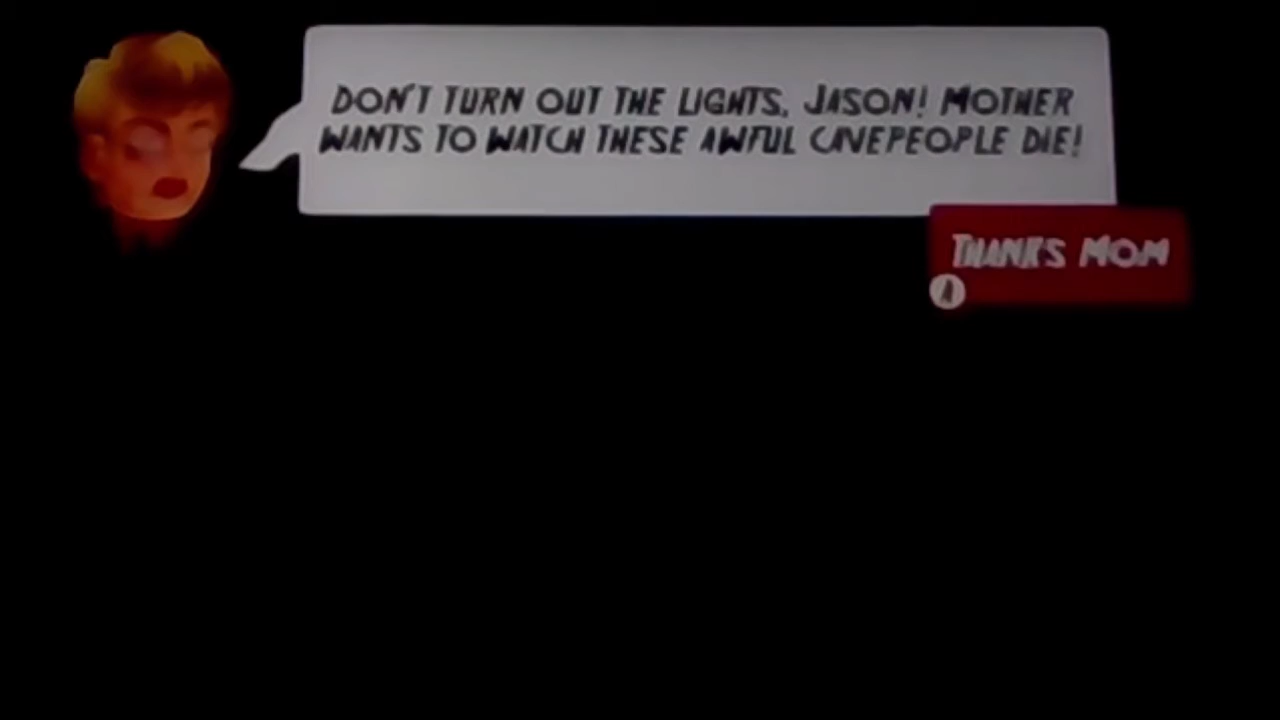 DON'T TURN OUT THE LIGHTS, JASON! MOTHER
WANTS TO WATCH THESE AWFUL CAVEPEOPLE DIE!
THANKS MOM
A